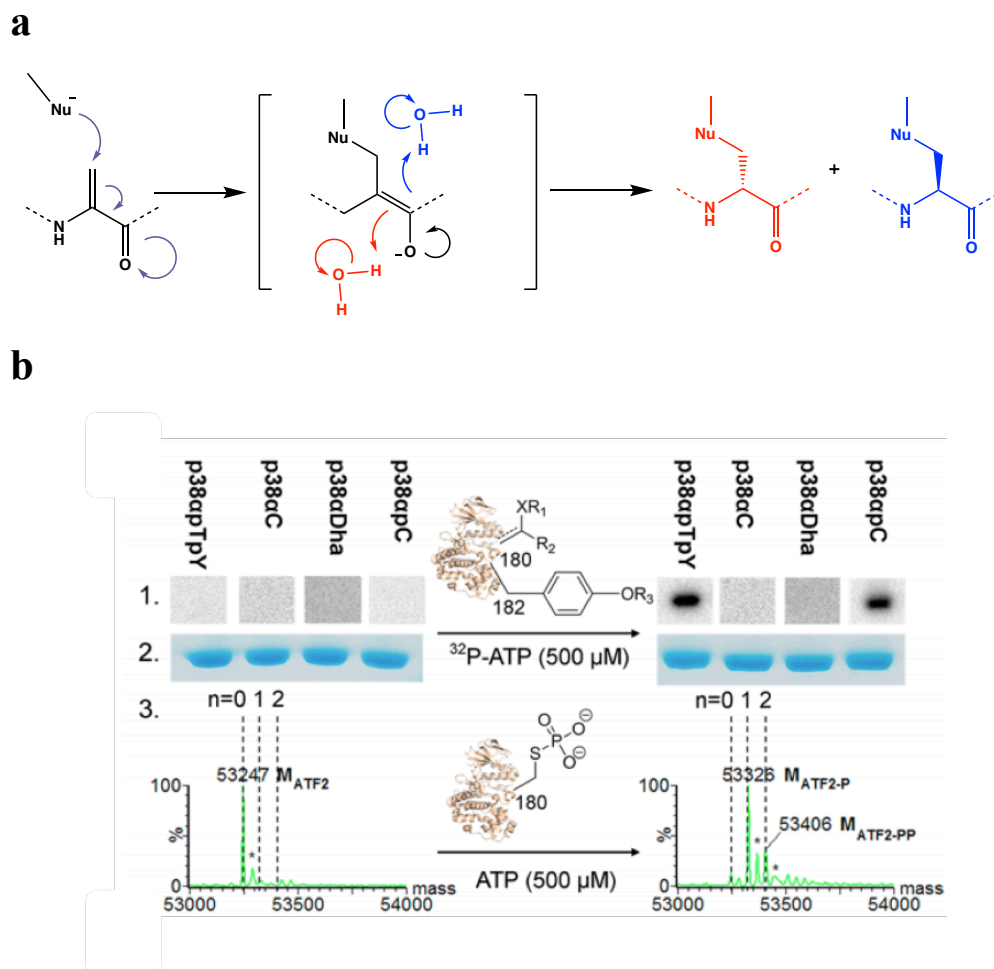 a
Nu−
N
H
O
Nu
−O
O
H
H
O
H
H
Nu
N
H
O
+
Nu
N
H
O
b
p38αpTpY
p38αC
p38αDha
p38αpC
XR1
R2
180
182
OR3
32P-ATP (500 µM)
p38αpTpY
p38αC
p38αDha
p38αpC
1.
2.
3.
n=0 1 2
53247 MATF2
100
%
*
0
53000 53500 54000
mass
O
P
O⊖
S
O⊖
180
ATP (500 µM)
n=0 1 2
53326 MATF2-P
53406 MATF2-PP
100
%
*
*
0
53000 53500 54000
mass